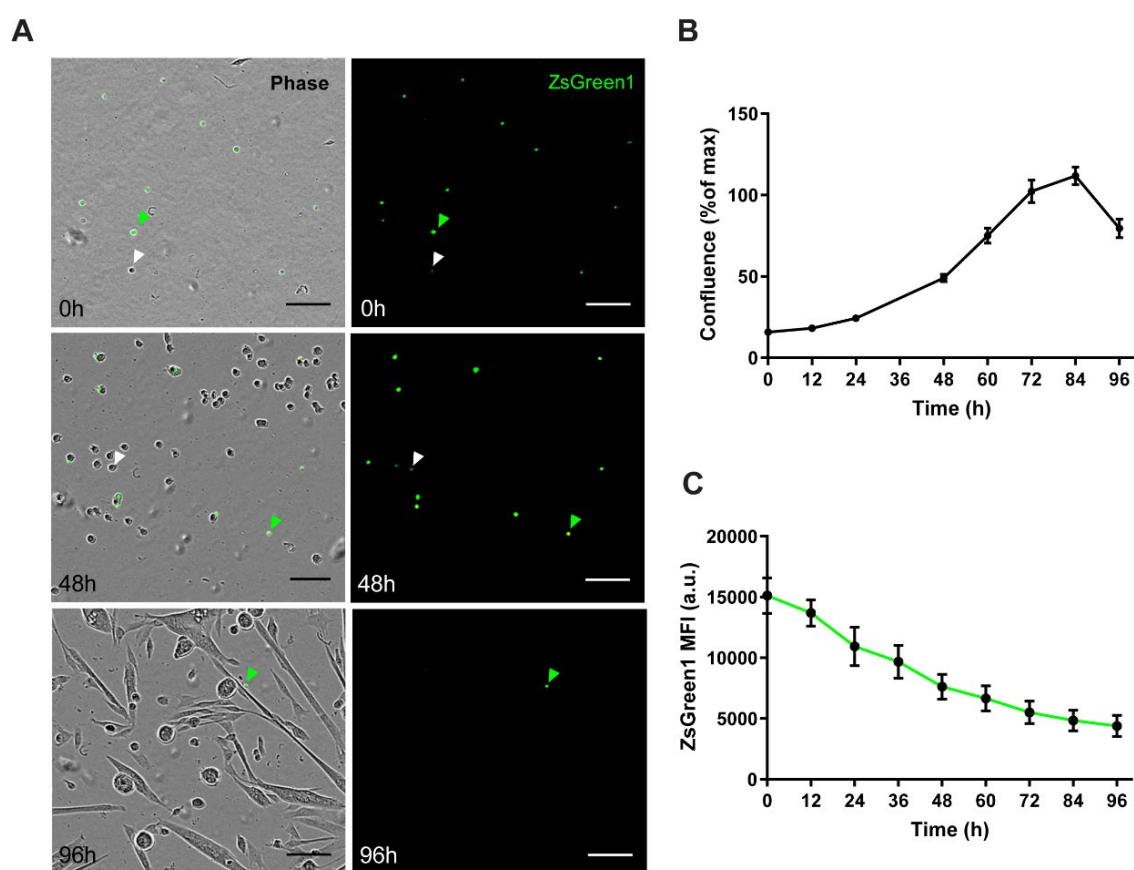 A
Phase
0h
ZsGreen1
0h
48h
48h
96h
96h
B
Confluence (%of max)
150
100
50
0
0 12 24 36 48 60 72 84 96
Time (h)
C
ZsGreen1 MFI (a.u.)
20000
15000
10000
5000
0
0 12 24 36 48 60 72 84 96
Time (h)